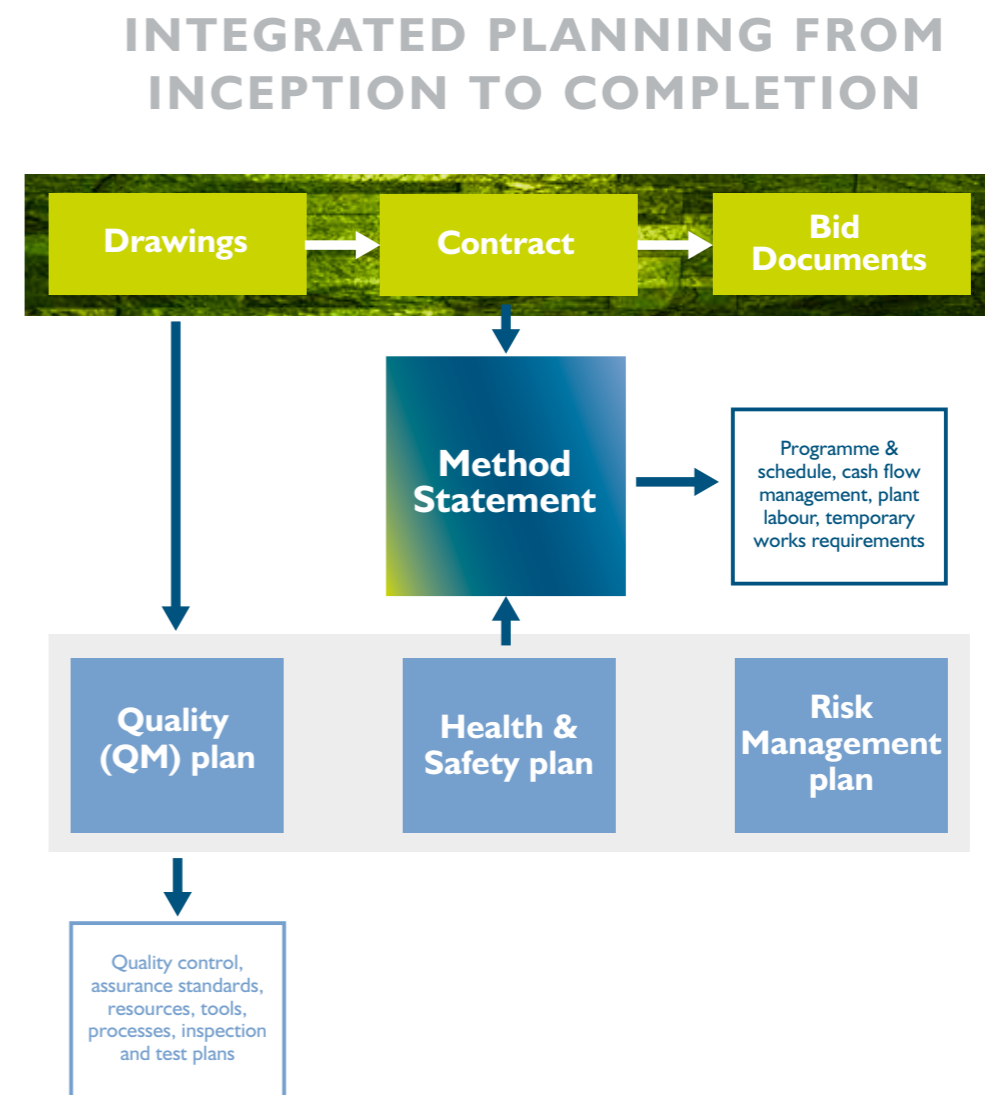 INTEGRATED PLANNING FROM
INCEPTION TO COMPLETION
Drawings
Contract
Bid
Documents
Method
Statement
Programme &
schedule, cash flow
management, plant
labour, temporary
works requirements
Quality
(QM) plan
Health &
Safety plan
Risk
Management
plan
Quality control,
assurance standards,
resources, tools,
processes, inspection
and test plans